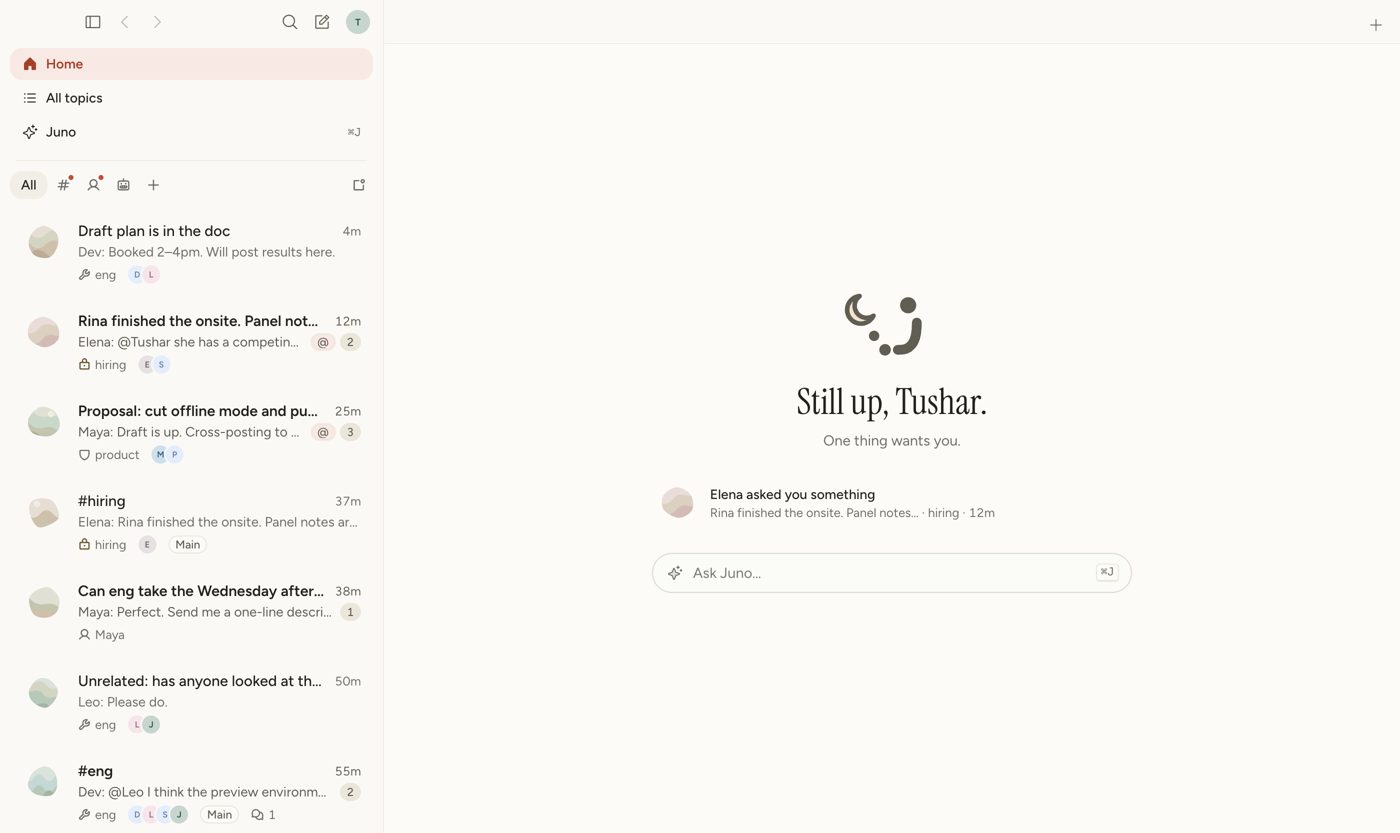 T
Home
All topics
Juno ⌘J
All
Draft plan is in the doc 4m
Dev: Booked 2–4pm. Will post results here.
eng D L
Rina finished the onsite. Panel not... 12m
Elena: @Tushar she has a competin... @ 2
hiring E S
Proposal: cut offline mode and pu... 25m
Maya: Draft is up. Cross-posting to ... @ 3
product M P
#hiring 37m
Elena: Rina finished the onsite. Panel notes ar...
hiring E Main
Can eng take the Wednesday after... 38m
Maya: Perfect. Send me a one-line descri... 1
Maya
Unrelated: has anyone looked at th... 50m
Leo: Please do.
eng L J
#eng 55m
Dev: @Leo I think the preview environm... 2
eng D L S J Main 1
Still up, Tushar.
One thing wants you.
Elena asked you something
Rina finished the onsite. Panel notes... · hiring · 12m
Ask Juno... ⌘J